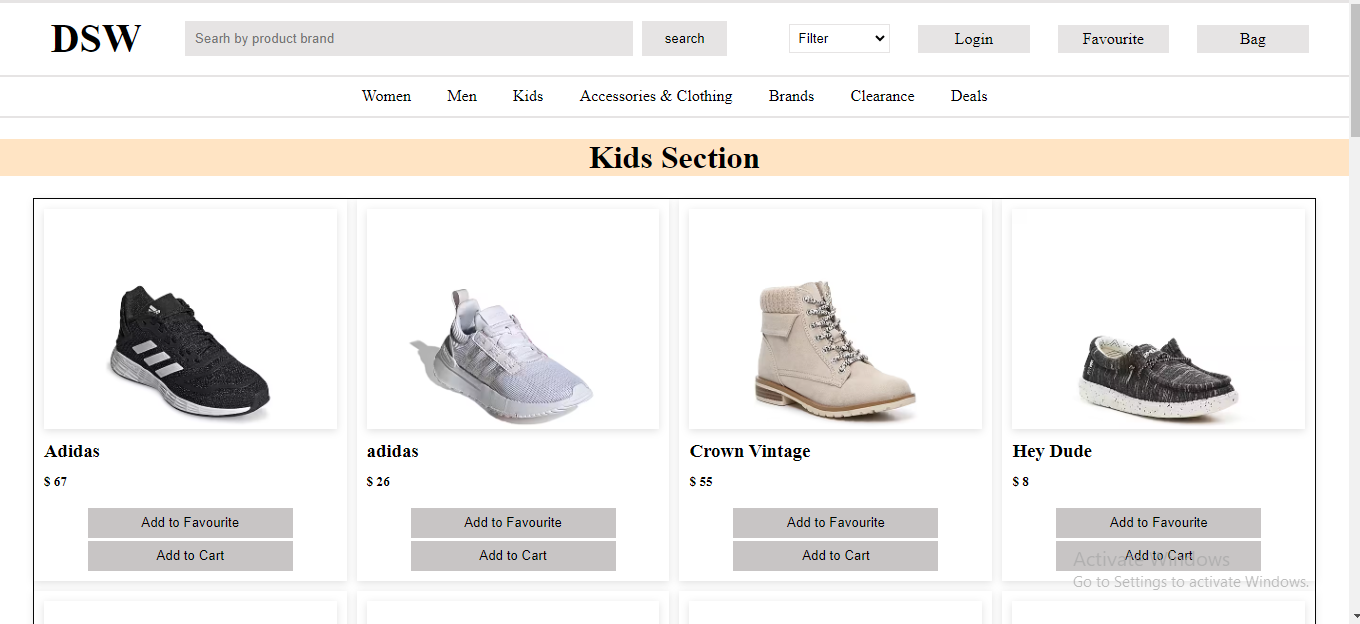 DSW Searh by product brand search Filter Login Favourite Bag
Women Men Kids Accessories & Clothing Brands Clearance Deals
Kids Section
Adidas adidas Crown Vintage Hey Dude
$ 67 $ 26 $ 55 $ 8
Add to Favourite Add to Favourite Add to Favourite Add to Favourite
Add to Cart Add to Cart Add to Cart Add to Cart
Activate Windows
Go to Settings to activate Windows.